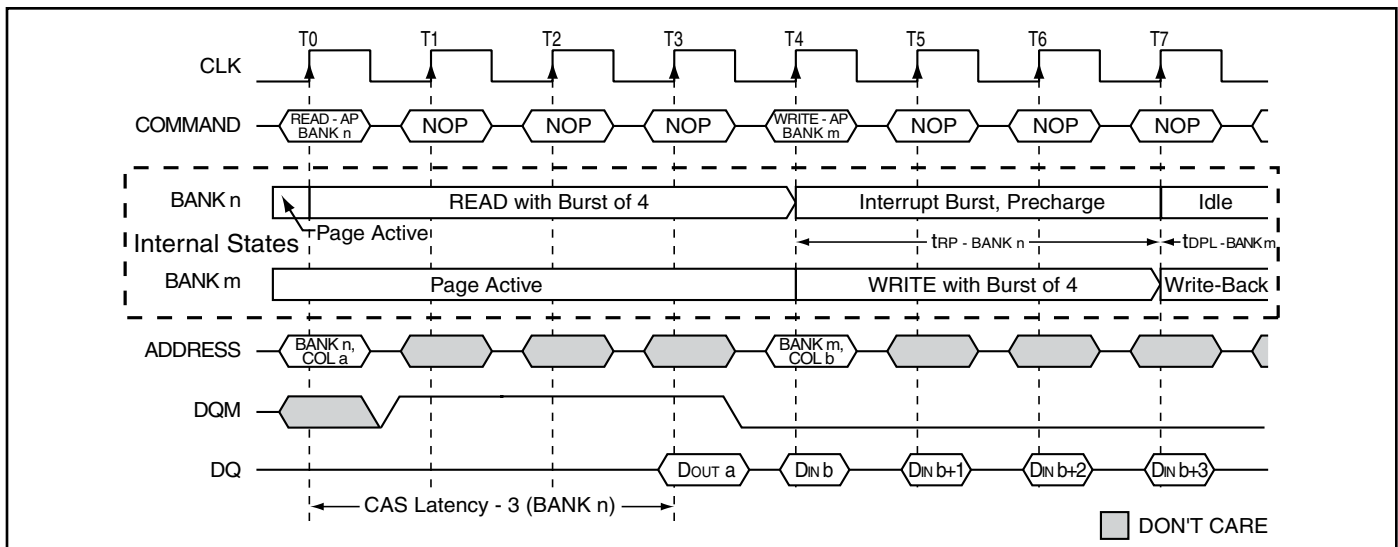 T0 T1 T2 T3 T4 T5 T6 T7
CLK
COMMAND READ - AP BANK n NOP NOP NOP WRITE - AP BANK m NOP NOP NOP
BANK n READ with Burst of 4 Interrupt Burst, Precharge Idle
Internal States Page Active tRP - BANK n tDPL - BANK m
BANK m Page Active WRITE with Burst of 4 Write-Back
ADDRESS BANK n, COL a BANK m, COL b
DQM
DQ DOUT a DIN b DIN b+1 DIN b+2 DIN b+3
CAS Latency - 3 (BANK n)
DON'T CARE